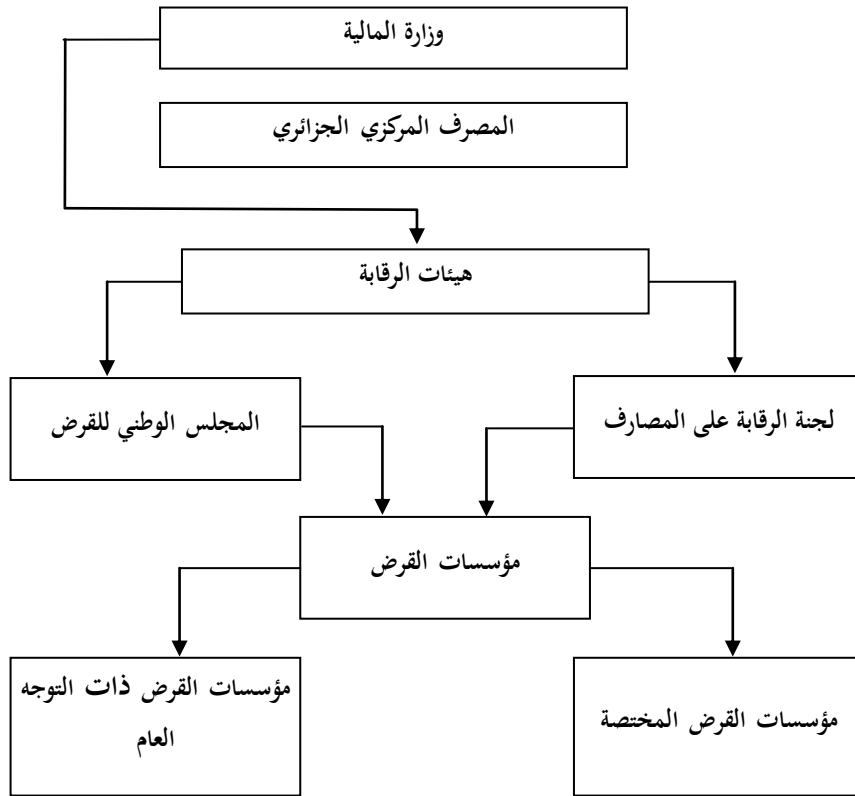 وزارة المالية
المصرف المركزي الجزائري
هيئات الرقابة
لجنة الرقابة على المصارف
المجلس الوطني للقرض
مؤسسات القرض
مؤسسات القرض المختصة
مؤسسات القرض ذات التوجه
العام